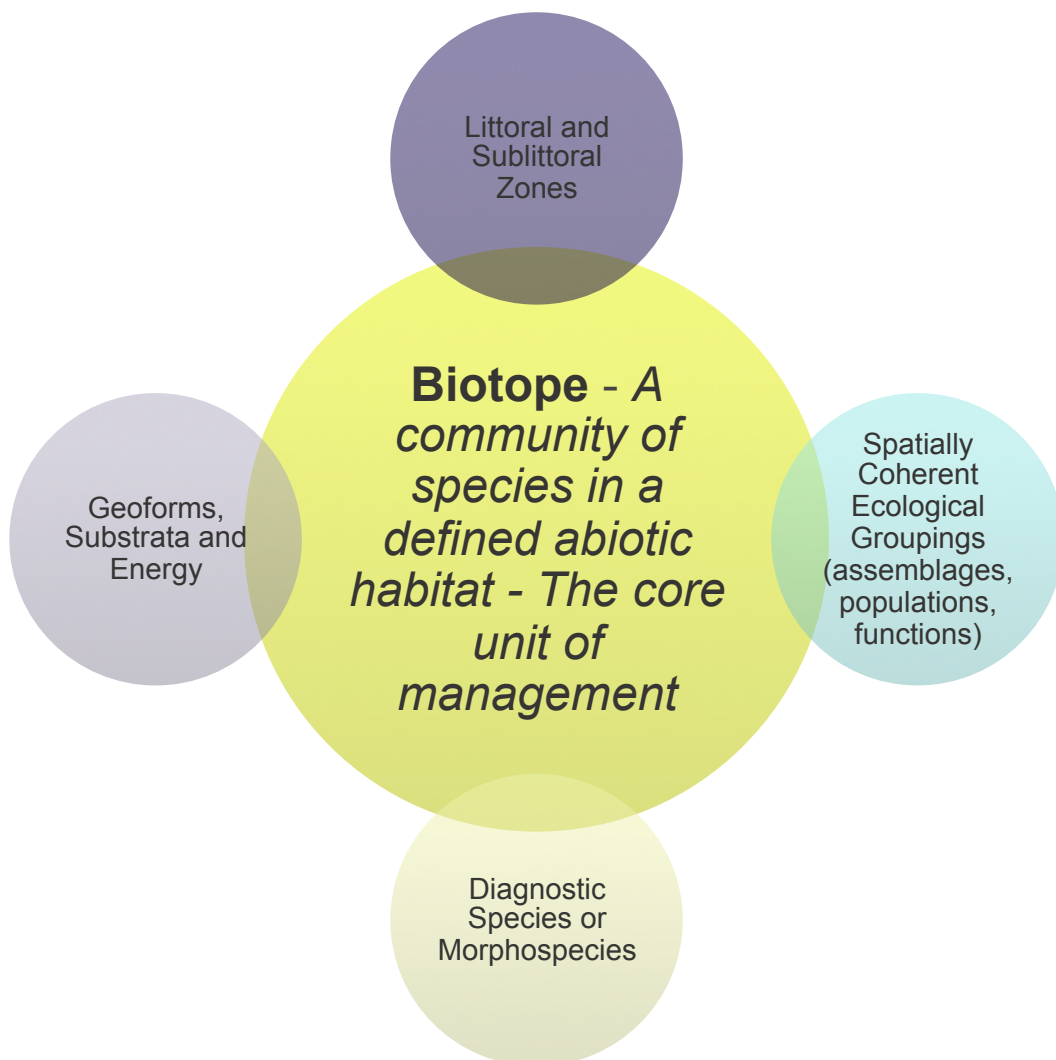 Littoral and
Sublittoral
Zones
Biotope - A
community of
species in a
defined abiotic
habitat - The core
unit of
management
Geoforms,
Substrata and
Energy
Spatially
Coherent
Ecological
Groupings
(assemblages,
populations,
functions)
Diagnostic
Species or
Morphospecies